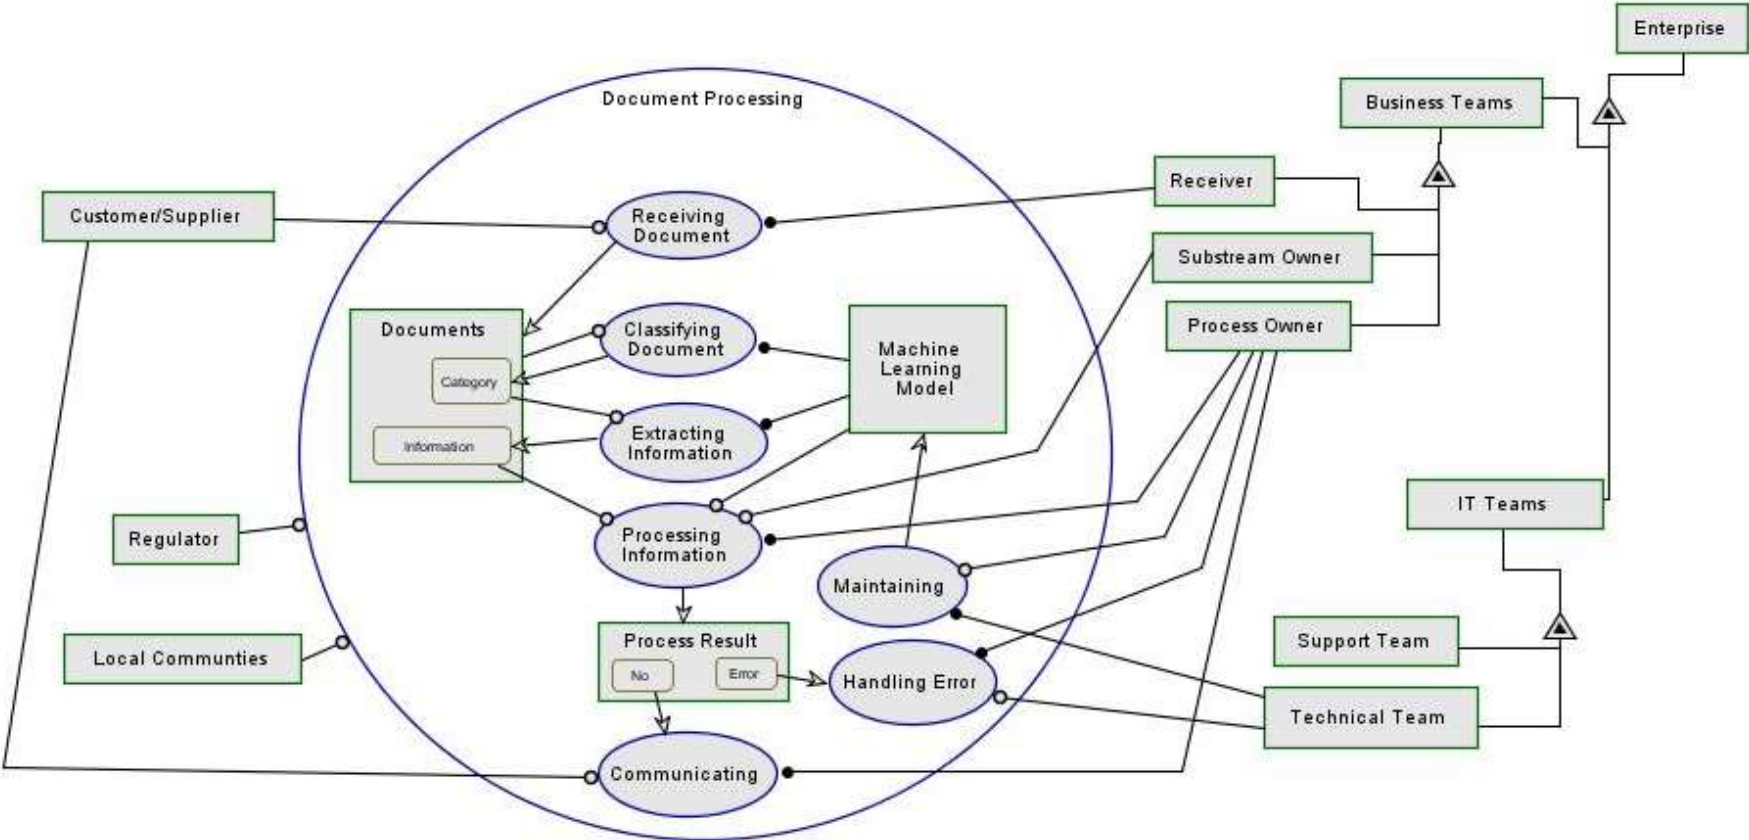 Enterprise
Business Teams
Document Processing
Receiver
Customer/Supplier
Receiving
Document
Substream Owner
Documents
Classifying
Document
Process Owner
Machine
Learning
Model
Category
Extracting
Information
Information
IT Teams
Regulator
Processing
Information
Maintaining
Process Result
Support Team
Local Communties
No
Error
Handling Error
Technical Team
Communicating